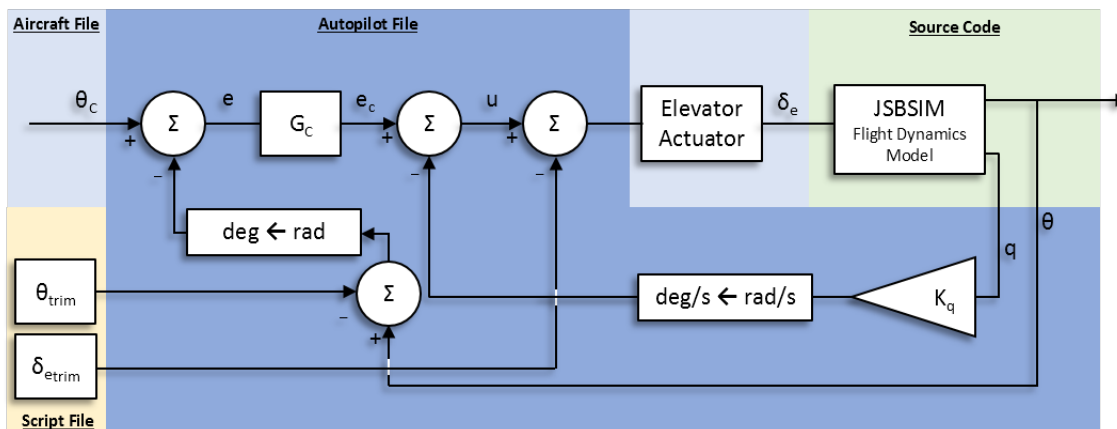 Aircraft File
Autopilot File
Source Code
θc
+
−
Σ
e
Gc
ec
+
−
Σ
u
+
−
Σ
Elevator
Actuator
δe
JSBSIM
Flight Dynamics
Model
deg ← rad
θ
q
θtrim
−
Σ
+
deg/s ← rad/s
Kq
δetrim
Script File